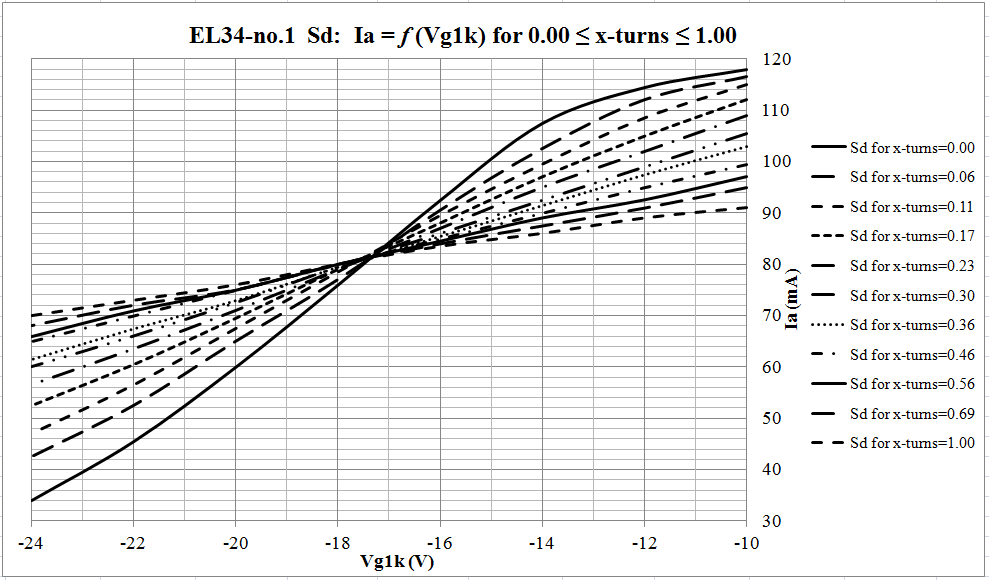 EL34-no.1 Sd: Ia = f (Vg1k) for 0.00 ≤ x-turns ≤ 1.00
120
110
100
90
80
70
60
50
40
30
Ia (mA)
-24 -22 -20 -18 -16 -14 -12 -10
Vg1k (V)
Sd for x-turns=0.00
Sd for x-turns=0.06
Sd for x-turns=0.11
Sd for x-turns=0.17
Sd for x-turns=0.23
Sd for x-turns=0.30
Sd for x-turns=0.36
Sd for x-turns=0.46
Sd for x-turns=0.56
Sd for x-turns=0.69
Sd for x-turns=1.00